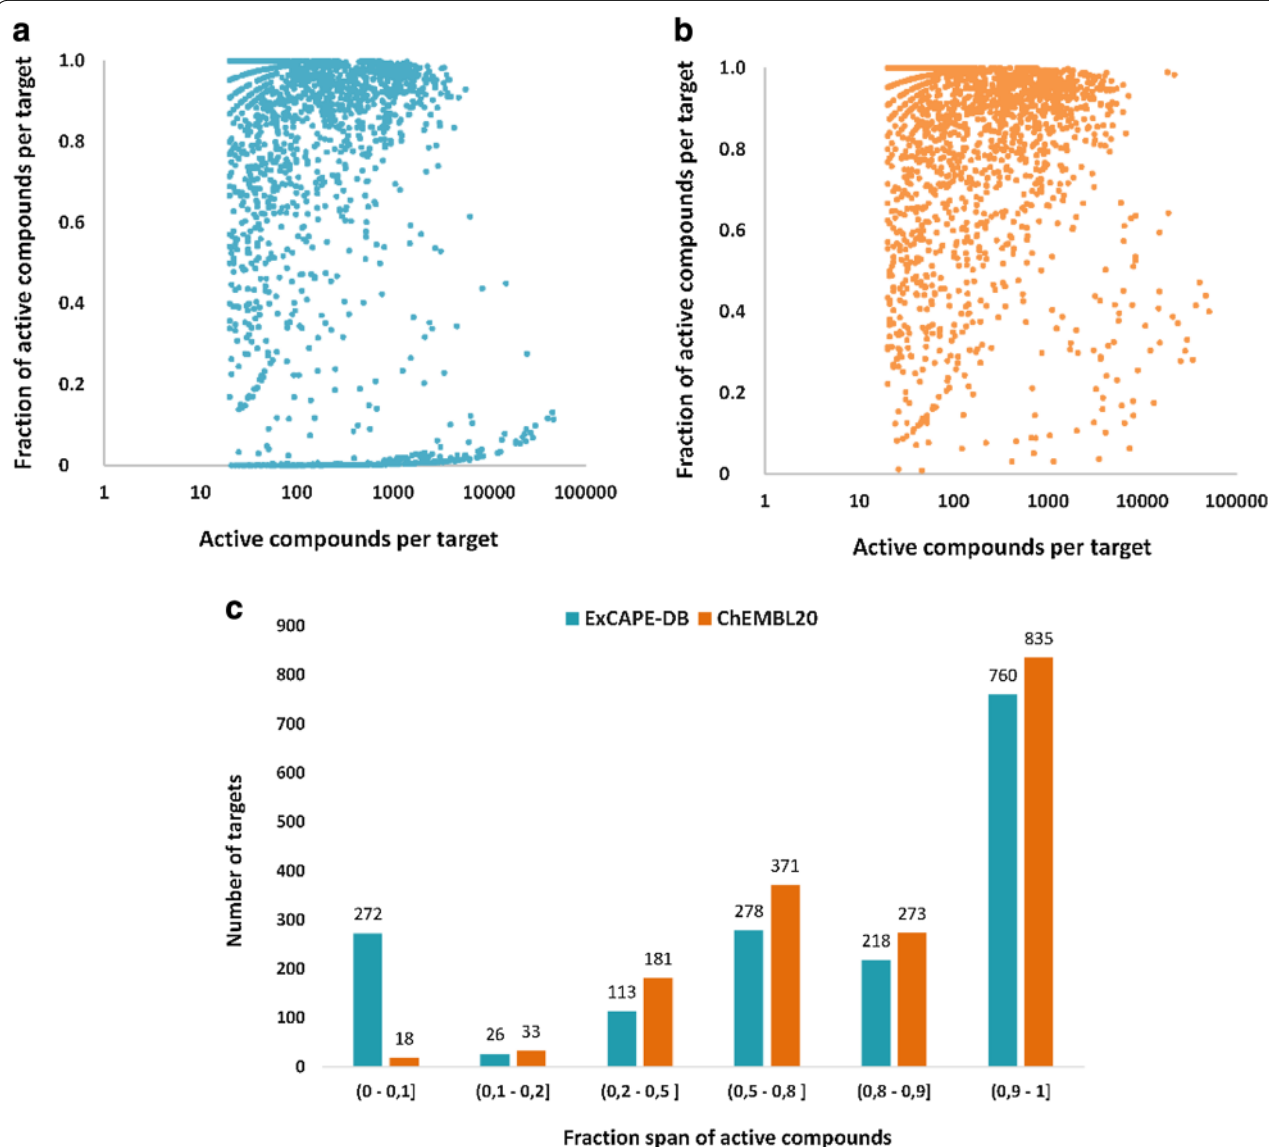 a
Fraction of active compounds per target
1.0
0.8
0.6
0.4
0.2
0
1 10 100 1000 10000 100000
Active compounds per target
b
Fraction of active compounds per target
1.0
0.8
0.6
0.4
0.2
0
1 10 100 1000 10000 100000
Active compounds per target
c
ExCAPE-DB ChEMBL20
Number of targets
900
800
700
600
500
400
300
200
100
0
272 18
26 33
113 181
278 371
218 273
760 835
(0 - 0,1] (0,1 - 0,2] (0,2 - 0,5 ] (0,5 - 0,8 ] (0,8 - 0,9] (0,9 - 1]
Fraction span of active compounds